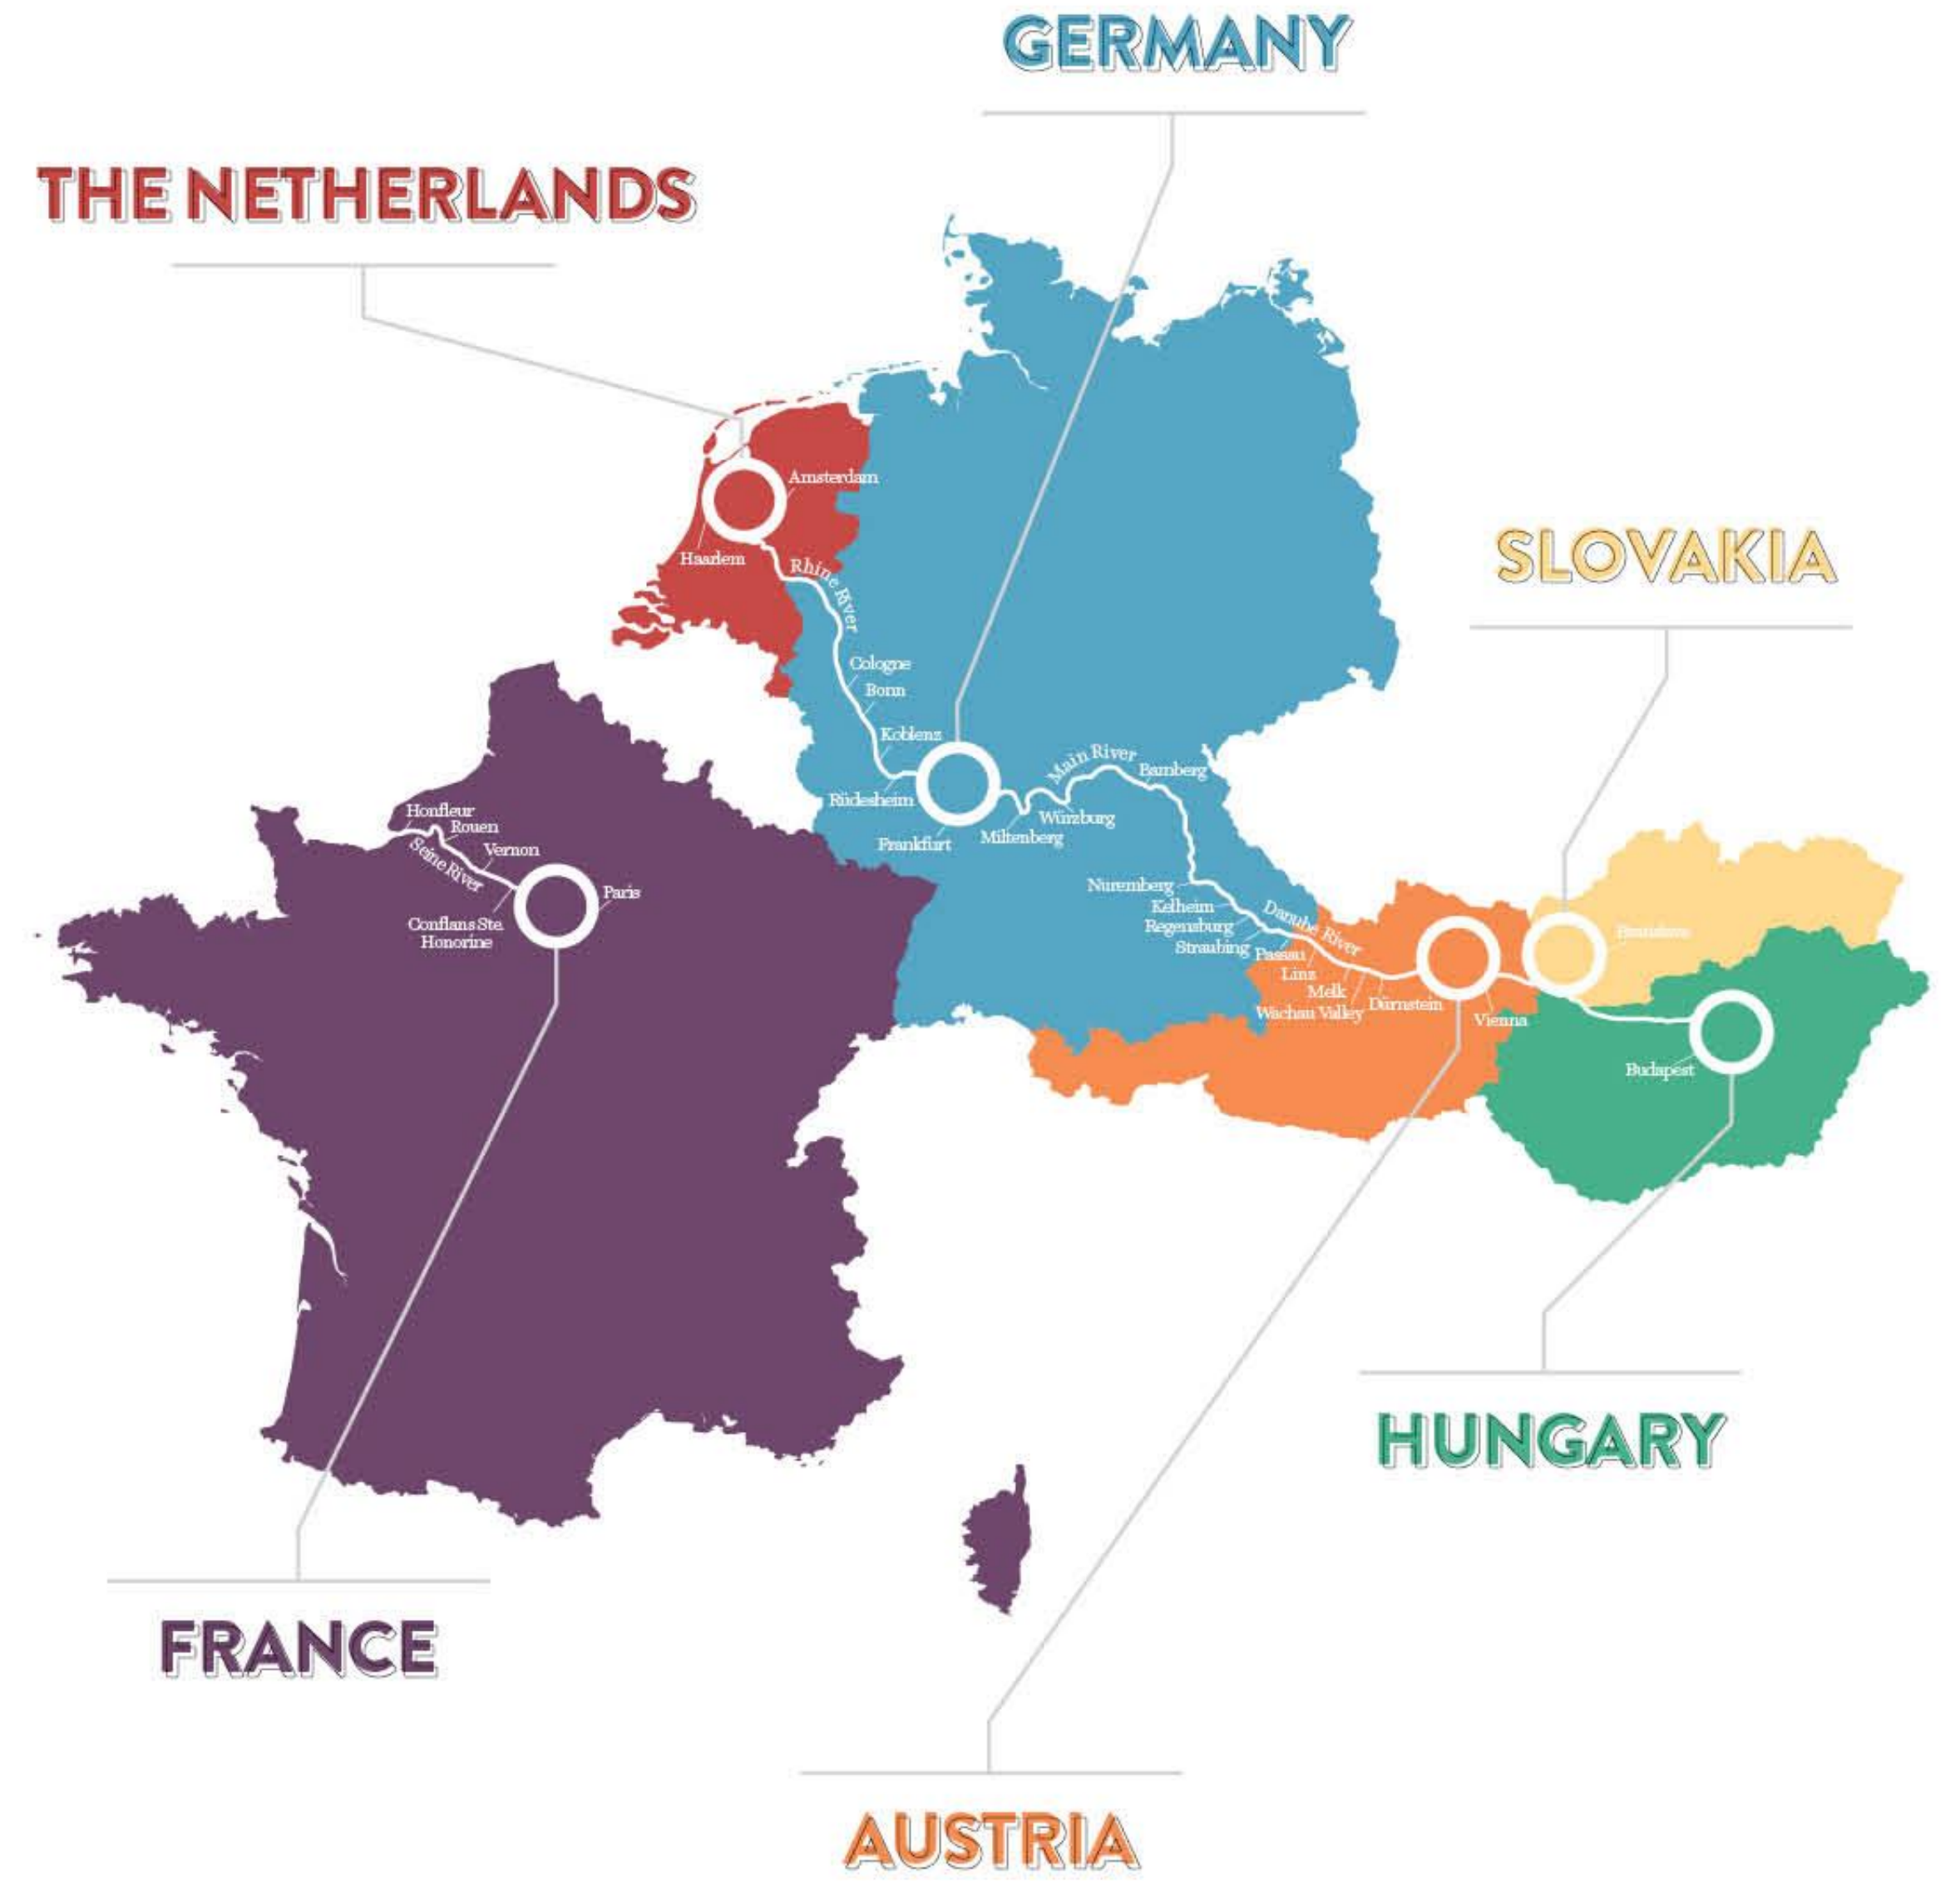 GERMANY
THE NETHERLANDS
Amsterdam
SLOVAKIA
Haarlem
Rhine River
Cologne
Bonn
Koblenz
Main River
Bamberg
Rüdesheim
Honfleur
Rouen
Würzburg
Miltenberg
Frankfurt
Vernon
Seine River
Nuremberg
Paris
Kelheim
Danube River
Conflans Ste.
Honorine
Regensburg
Bratislava
Straubing
Passau
Linz
Melk
Dürnstein
Wachau Valley
Vienna
Budapest
HUNGARY
FRANCE
AUSTRIA